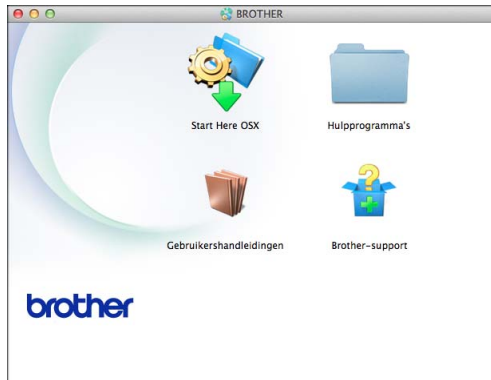 BROTHER
Start Here OSX
Hulpprogramma's
Gebruikershandleidingen
Brother-support
brother